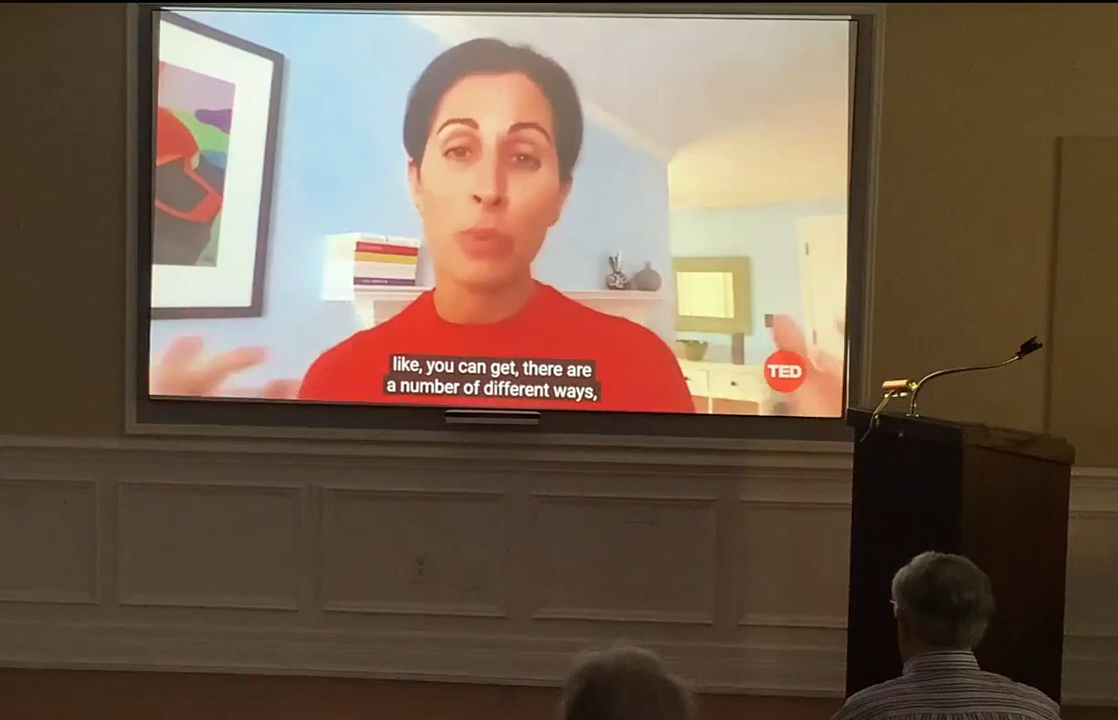 like, you can get, there are
a number of different ways,
TED